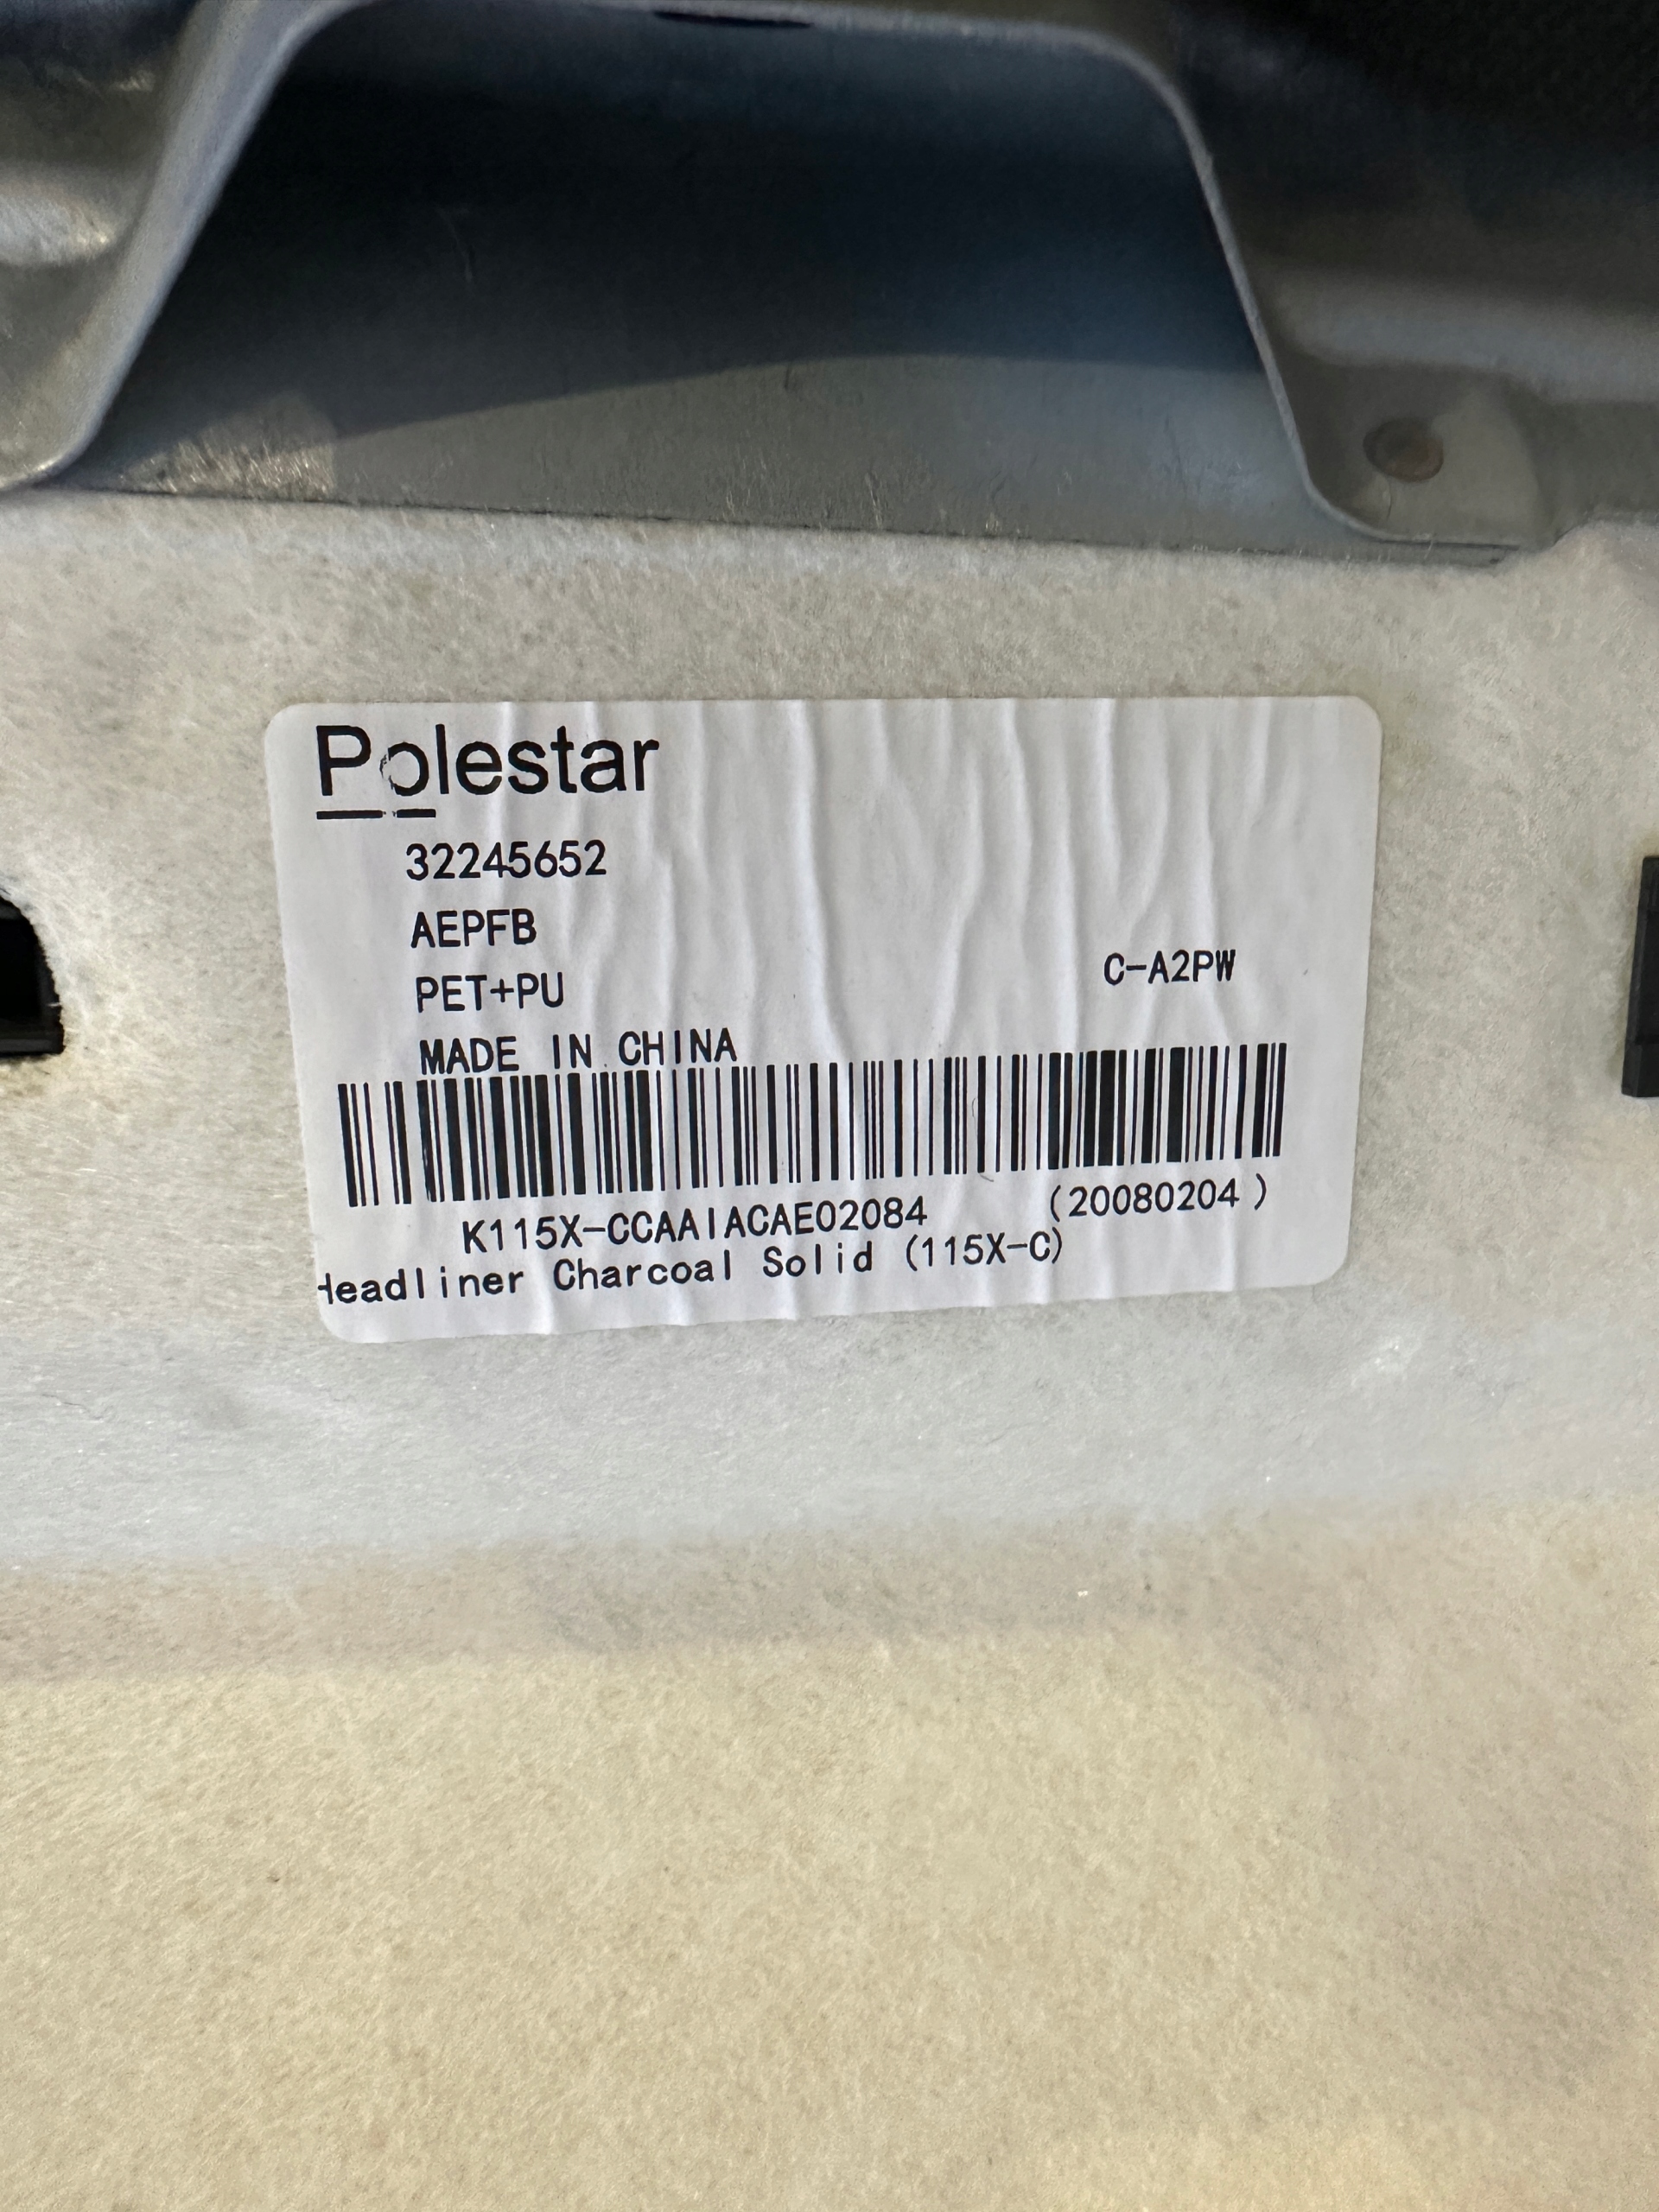 Polestar
32245652
AEPFB
PET+PU
C-A2PW
MADE IN CHINA
K115X-CCAAIACAE02084 (20080204)
Headliner Charcoal Solid (115X-C)